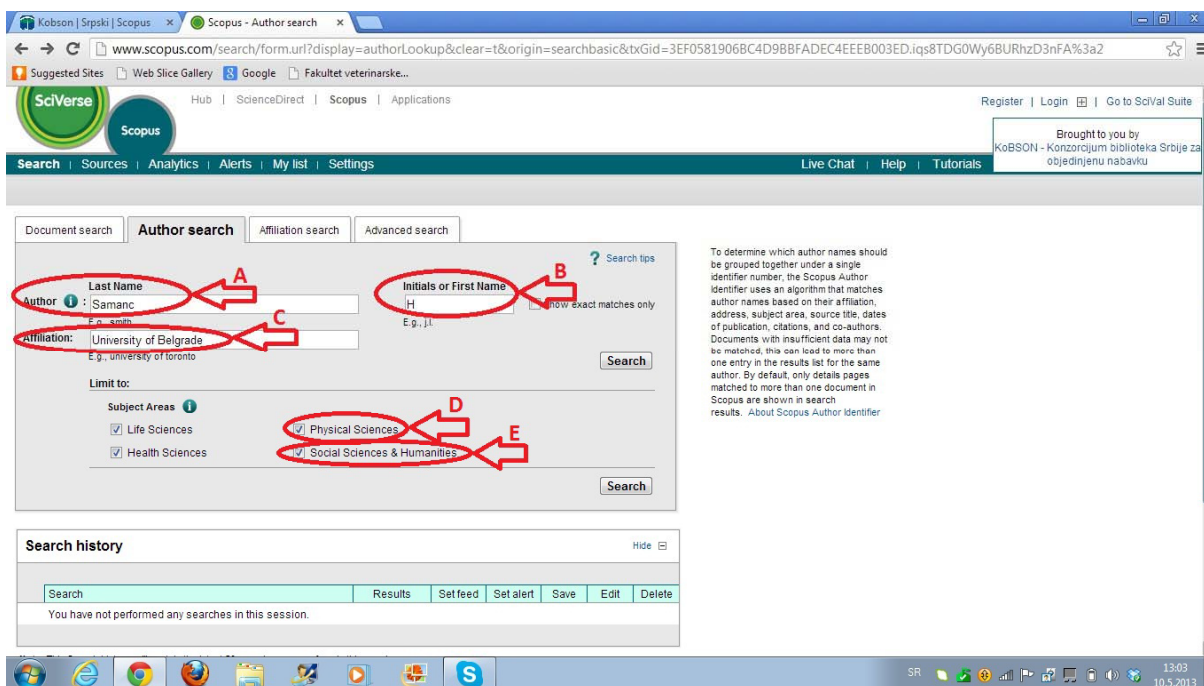 Kobson | Srpski | Scopus
Scopus - Author search
www.scopus.com/search/form.url?display=authorLookup&clear=t&origin=searchbasic&txGid=3EF0581906BC4D9BBFADEC4EEEB003ED.iqs8TDG0Wy6BURhzD3nFA%3a2
Suggested Sites Web Slice Gallery Google Fakultet veterinarske...
SciVerse
Scopus
Hub | ScienceDirect | Scopus | Applications
Register | Login | Go to SciVal Suite
Brought to you by
KoBSON - Konzorcijum biblioteka Srbije za
objedinjenu nabavku
Search | Sources | Analytics | Alerts | My list | Settings
Live Chat | Help | Tutorials
Document search Author search Affiliation search Advanced search
? Search tips
A
B
Last Name
Initials or First Name
Author : Samanc
H
Show exact matches only
E.g., smith
E.g., j.l.
C
Affiliation: University of Belgrade
E.g., university of toronto
Search
Limit to:
Subject Areas
D
Life Sciences
Physical Sciences
E
Health Sciences
Social Sciences & Humanities
Search
To determine which author names should
be grouped together under a single
identifier number, the Scopus Author
Identifier uses an algorithm that matches
author names based on their affiliation,
address, subject area, source title, dates
of publication, citations, and co-authors.
Documents with insufficient data may not
be matched, this can lead to more than
one entry in the results list for the same
author. By default, only details pages
matched to more than one document in
Scopus are shown in search
results. About Scopus Author Identifier
Search history
Hide
Search Results Set feed Set alert Save Edit Delete
You have not performed any searches in this session.
SR
13:03
10.5.2013